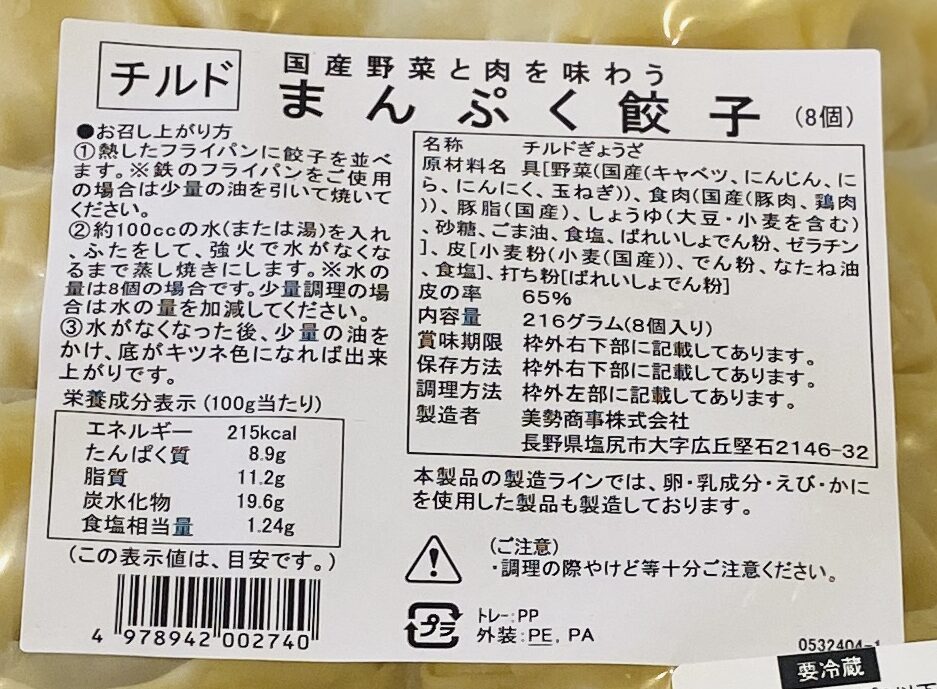 チルド
国産野菜と肉を味わう
まんぷく餃子 (8個)
●お召し上がり方
①熱したフライパンに餃子を並べ
ます。※鉄のフライパンをご使用
の場合は少量の油を引いて焼いて
ください。
②約100ccの水(または湯)を入れ
、ふたをして、強火で水がなくな
るまで蒸し焼きにします。※水の
量は8個の場合です。少量調理の場
合は水の量を加減してください。
③水がなくなった後、少量の油を
かけ、底がキツネ色になれば出来
上がりです。
栄養成分表示(100g当たり)
エネルギー 215kcal
たんぱく質 8.9g
脂質 11.2g
炭水化物 19.6g
食塩相当量 1.24g
(この表示値は、目安です。)
4 978942 002740
名称 チルドぎょうざ
原材料名 具[野菜(国産(キャベツ、にんじん、に
ら、にんにく、玉ねぎ))、食肉(国産(豚肉、鶏肉
))、豚脂(国産)、しょうゆ(大豆・小麦を含む)
、砂糖、ごま油、食塩、ばれいしょでん粉、ゼラチン
]、皮[小麦粉(小麦(国産))、でん粉、なたね油
、食塩]、打ち粉[ばれいしょでん粉]
皮の率 65%
内容量 216グラム(8個入り)
賞味期限 枠外右下部に記載してあります。
保存方法 枠外右下部に記載してあります。
調理方法 枠外左部に記載してあります。
製造者 美勢商事株式会社
長野県塩尻市大字広丘堅石2146-32
本製品の製造ラインでは、卵・乳成分・えび・かに
を使用した製品も製造しております。
(ご注意)
・調理の際やけど等十分ご注意ください。
プラ
トレー:PP
外装:PE、PA
0532404-1
要冷蔵